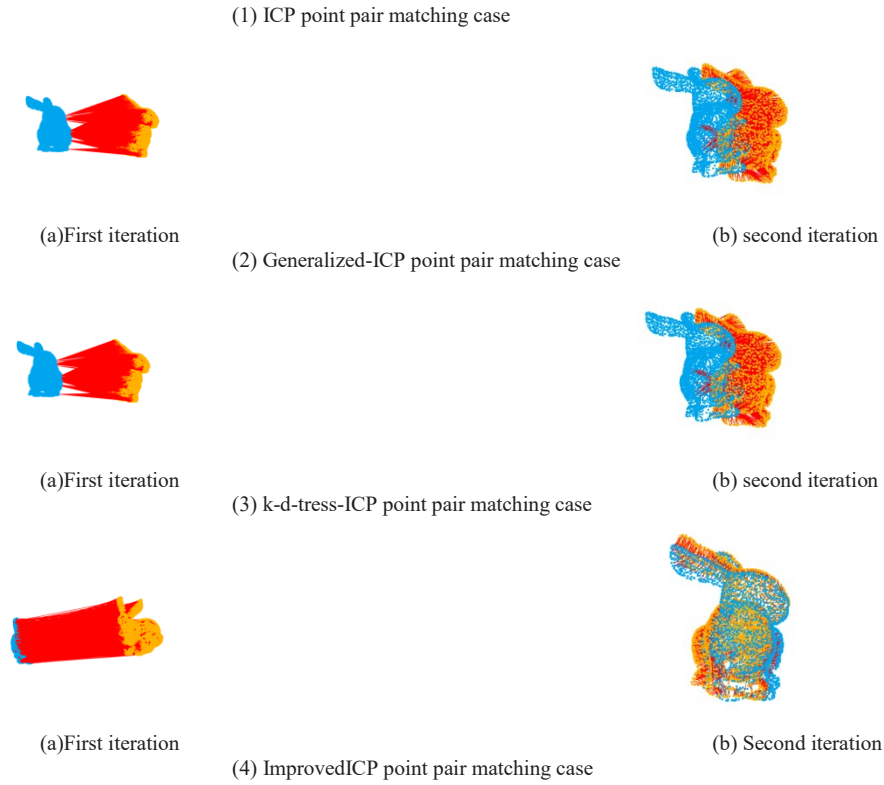 (1) ICP point pair matching case
(a)First iteration
(b) second iteration
(2) Generalized-ICP point pair matching case
(a)First iteration
(b) second iteration
(3) k-d-tress-ICP point pair matching case
(a)First iteration
(b) Second iteration
(4) ImprovedICP point pair matching case